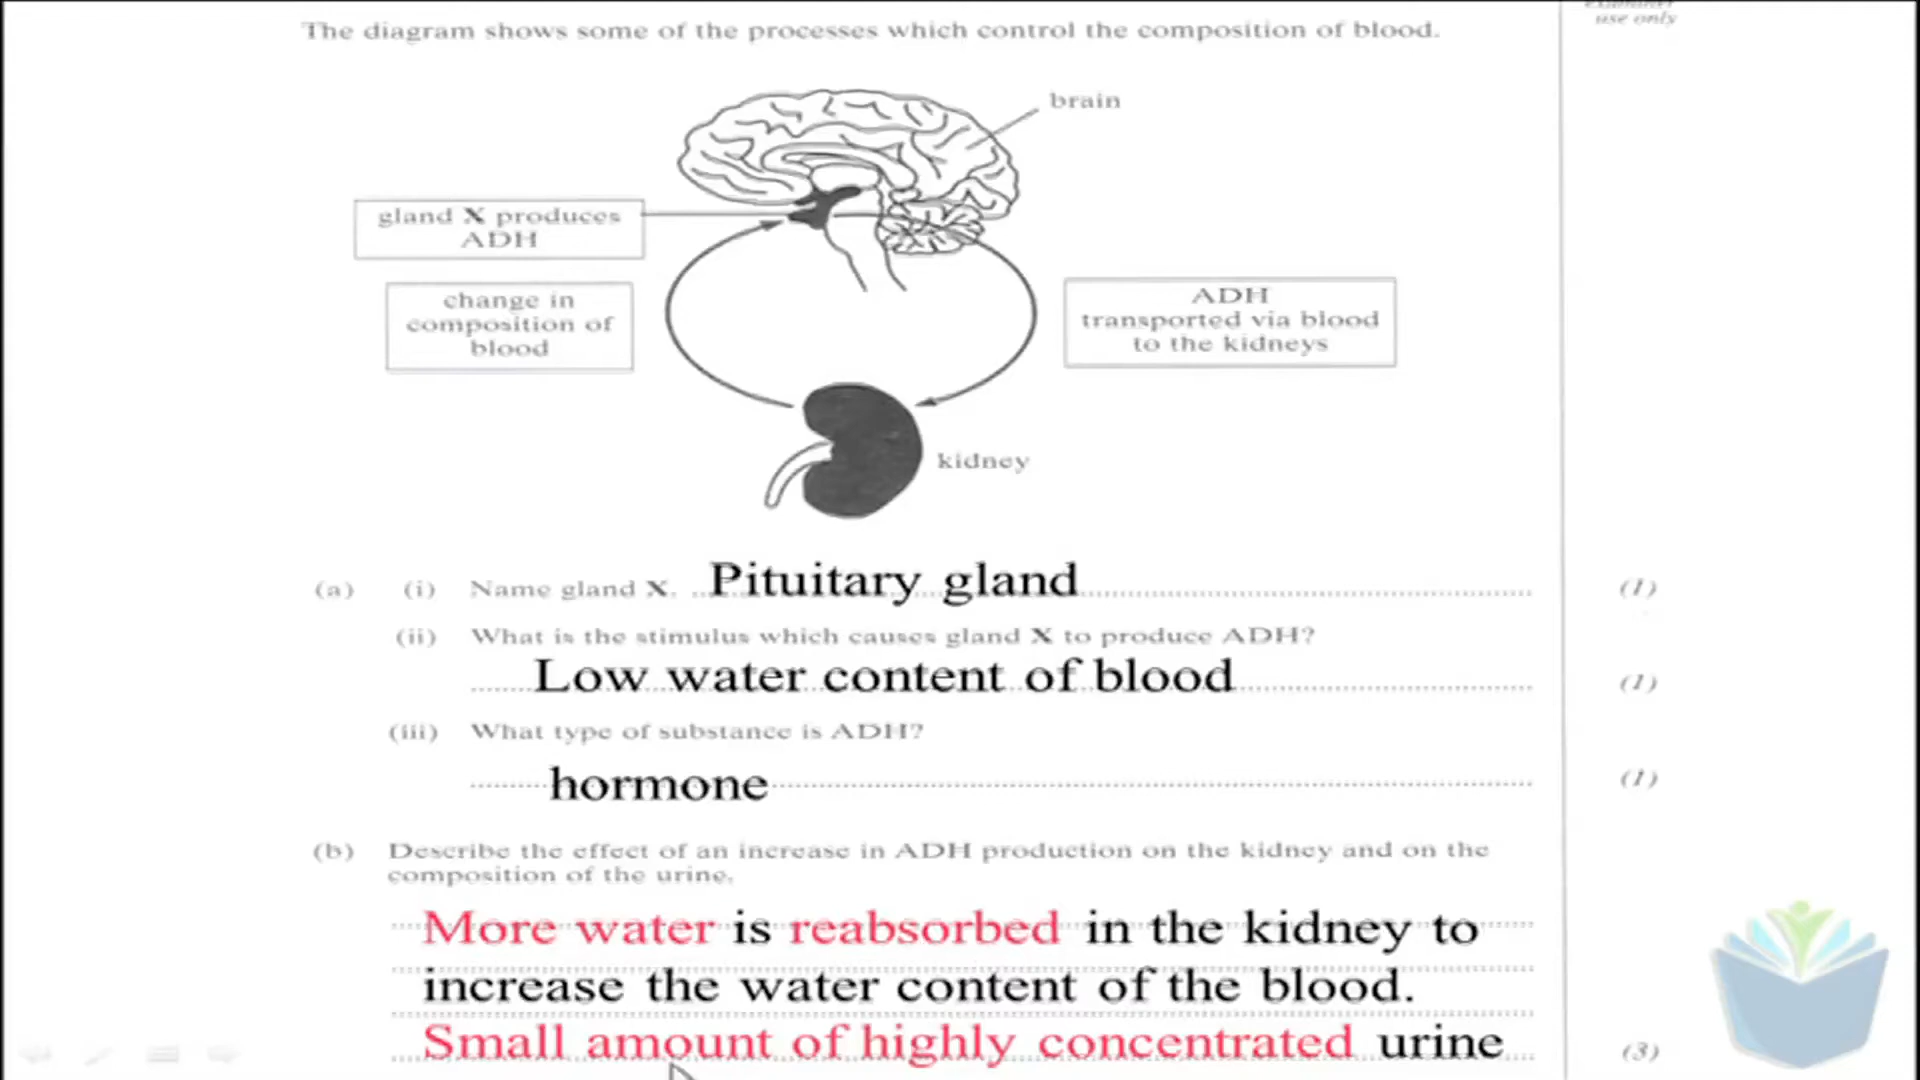 examiner
use only
The diagram shows some of the processes which control the composition of blood.
brain
gland X produces
ADH
change in
composition of
blood
ADH
transported via blood
to the kidneys
kidney
(a) (i) Name gland X. Pituitary gland (1)
(ii) What is the stimulus which causes gland X to produce ADH?
Low water content of blood (1)
(iii) What type of substance is ADH?
hormone (1)
(b) Describe the effect of an increase in ADH production on the kidney and on the
composition of the urine.
More water is reabsorbed in the kidney to
increase the water content of the blood.
Small amount of highly concentrated urine (3)